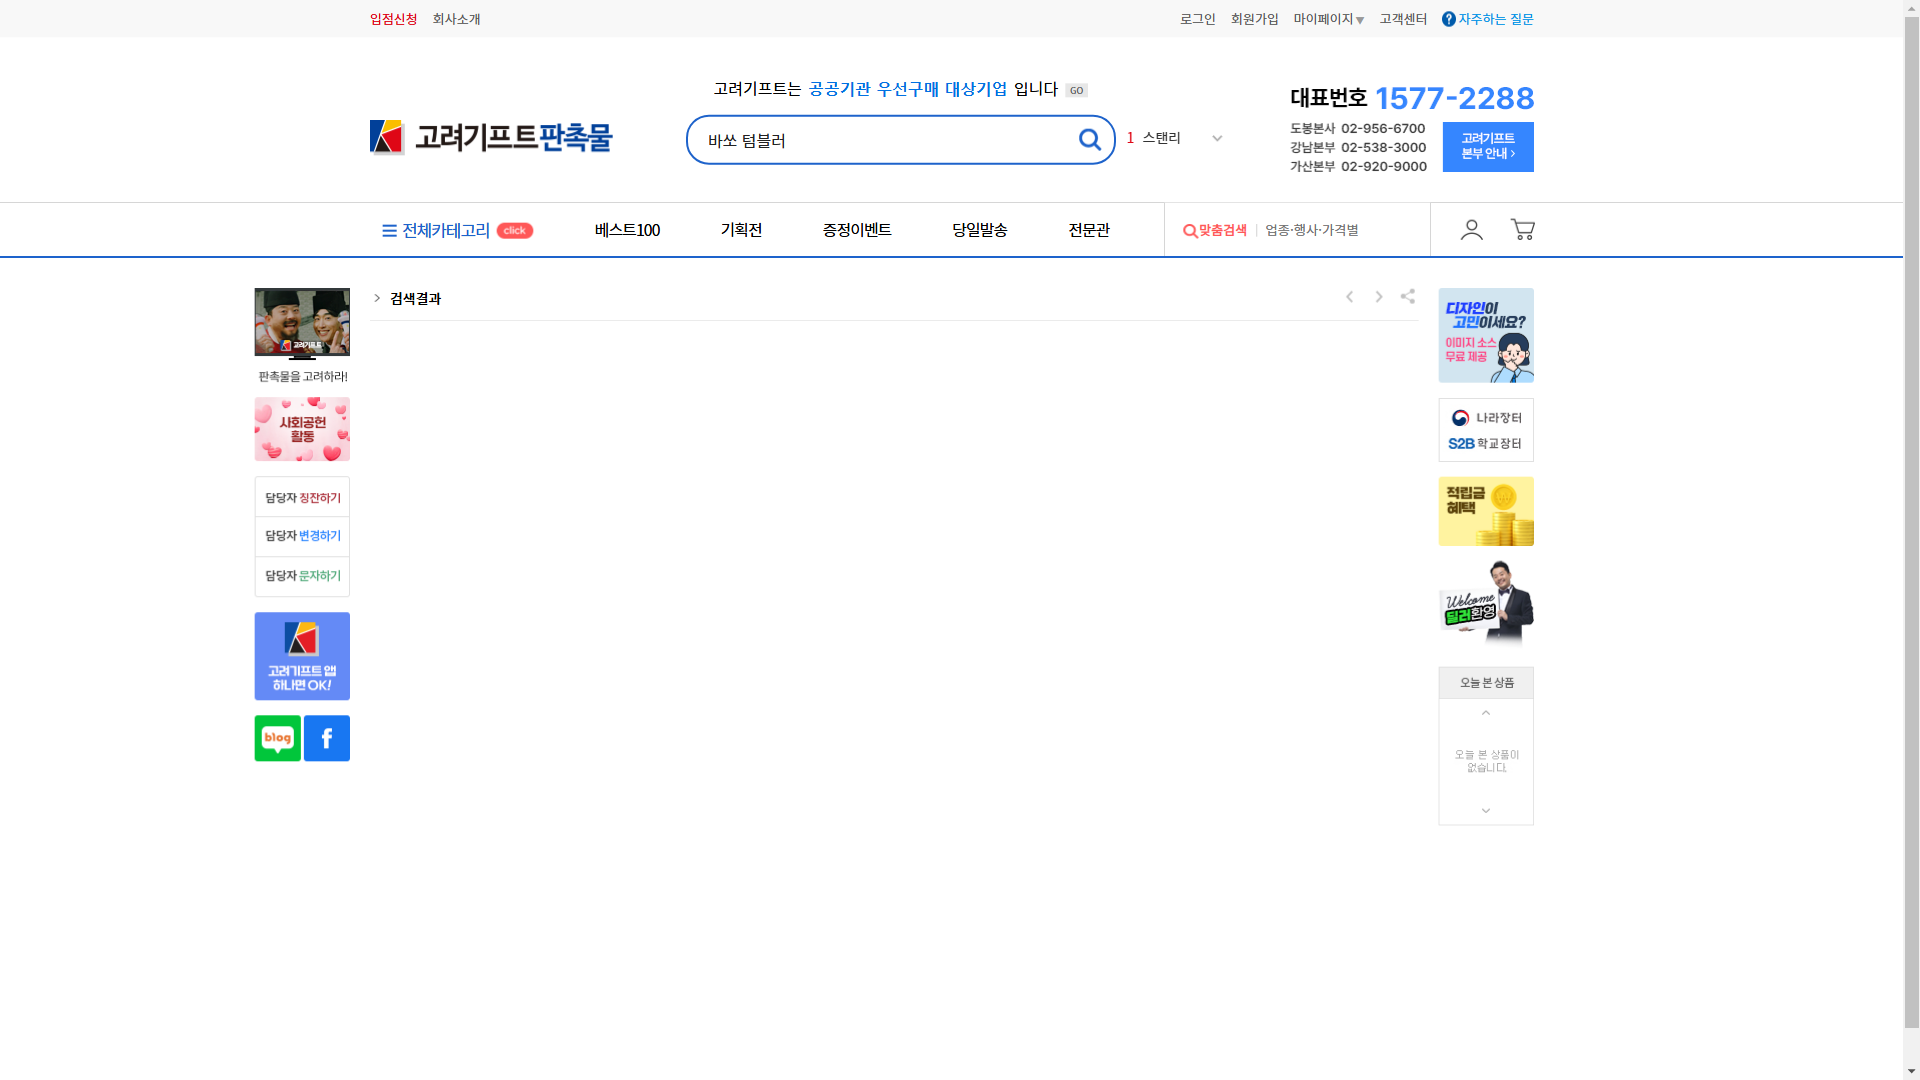 입점신청 회사소개
로그인 회원가입 마이페이지▼ 고객센터 ? 자주하는 질문
고려기프트는 공공기관 우선구매 대상기업 입니다 GO
고려기프트판촉물
바쏘 텀블러
1 스탠리
대표번호 1577-2288
도봉본사 02-956-6700
강남본부 02-538-3000
가산본부 02-920-9000
고려기프트
본부 안내 >
전체카테고리 click 베스트100 기획전 증정이벤트 당일발송 전문관 맞춤검색 | 업종·행사·가격별
고려기프트
판촉물을 고려하라!
사회공헌
활동
담당자 칭찬하기
담당자 변경하기
담당자 문자하기
고려기프트 앱
하나면 OK!
blog f
> 검색결과
디자인이
고민이세요?
이미지 소스
무료 제공
나라장터
S2B 학교장터
적립금
혜택
Welcome
딜러환영
오늘 본 상품
오늘 본 상품이
없습니다.